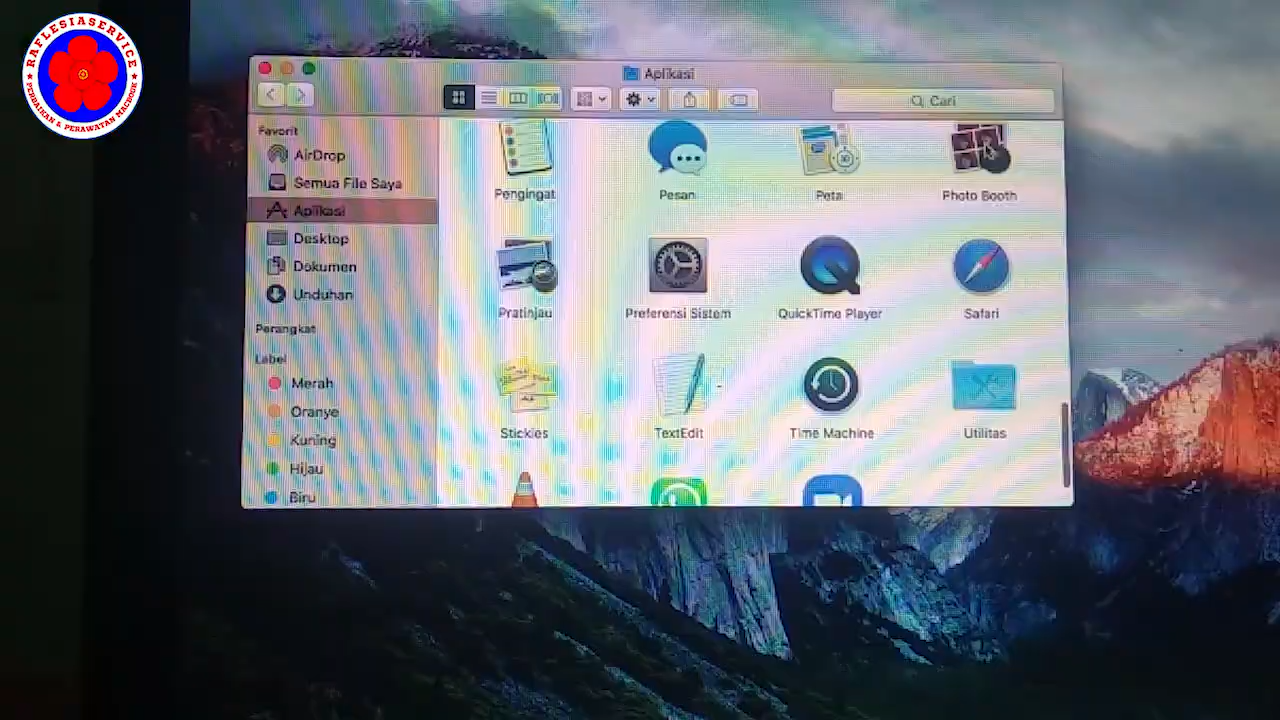 RAFLESIASERVICE
PERBAIKAN & PERAWATAN MACBOOK
Aplikasi
Cari
Favorit
AirDrop
Semua File Saya
Aplikasi
Desktop
Dokumen
Unduhan
Perangkat
Label
Merah
Oranye
Kuning
Hijau
Biru
Pengingat
Pesan
Peta
Photo Booth
Pratinjau
Preferensi Sistem
QuickTime Player
Safari
Stickies
TextEdit
Time Machine
Utilitas